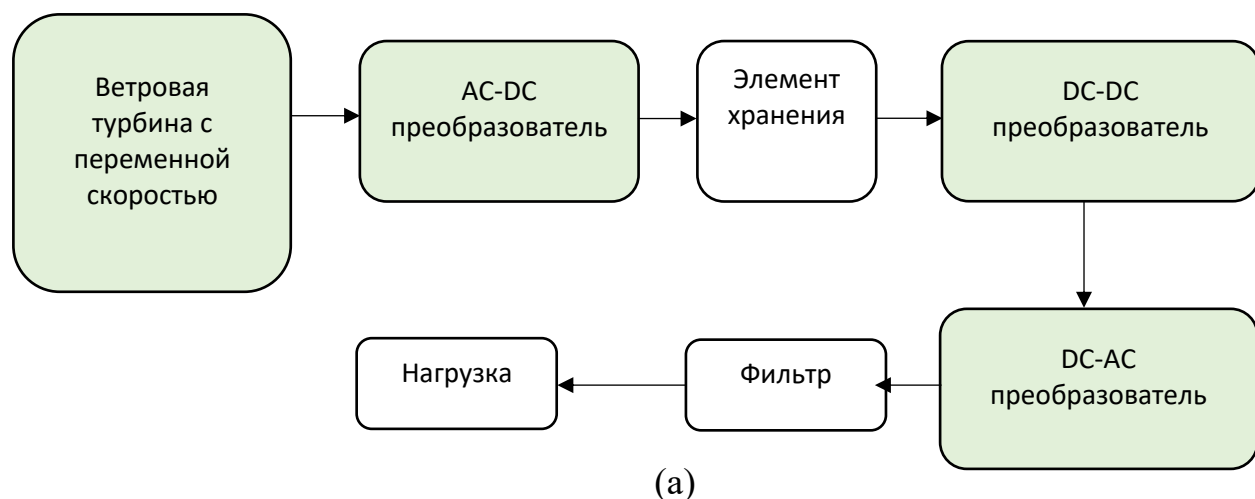 Ветровая
турбина с
переменной
скоростью
AC-DC
преобразователь
Элемент
хранения
DC-DC
преобразователь
DC-AC
преобразователь
Фильтр
Нагрузка
(a)